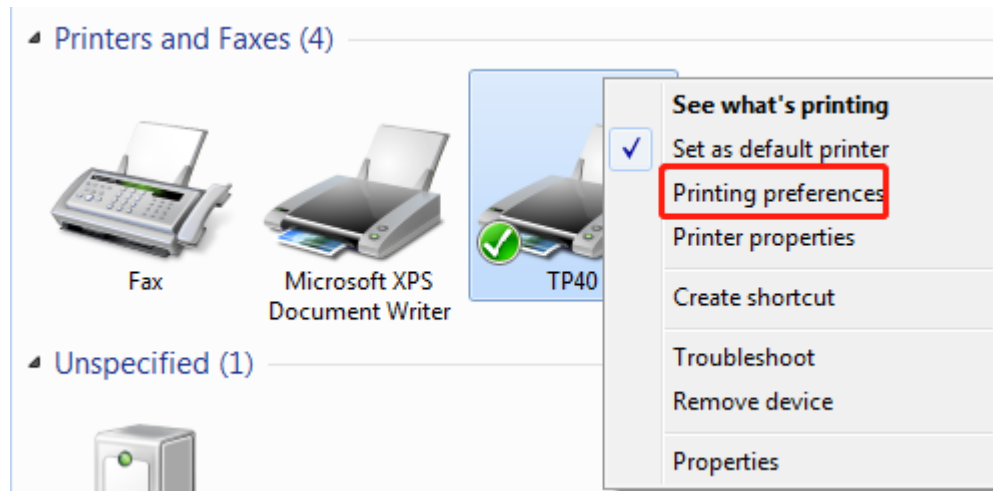 Printers and Faxes (4)
Fax
Microsoft XPS
Document Writer
TP40
See what's printing
Set as default printer
Printing preferences
Printer properties
Create shortcut
Troubleshoot
Remove device
Properties
Unspecified (1)